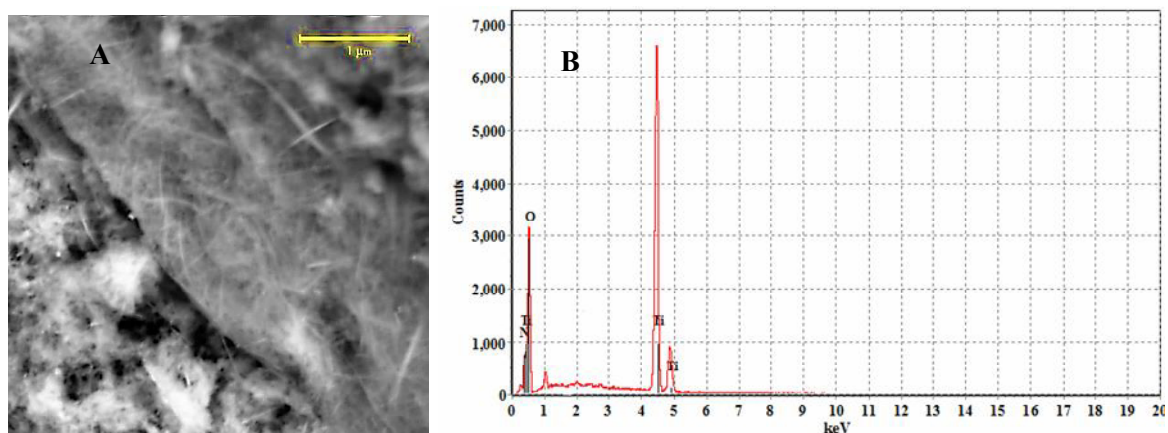 A
1 μm
B
Counts
7,000
6,000
5,000
4,000
3,000
2,000
1,000
0
O
Ti
N
Ti
Ti
0 1 2 3 4 5 6 7 8 9 10 11 12 13 14 15 16 17 18 19 20
keV